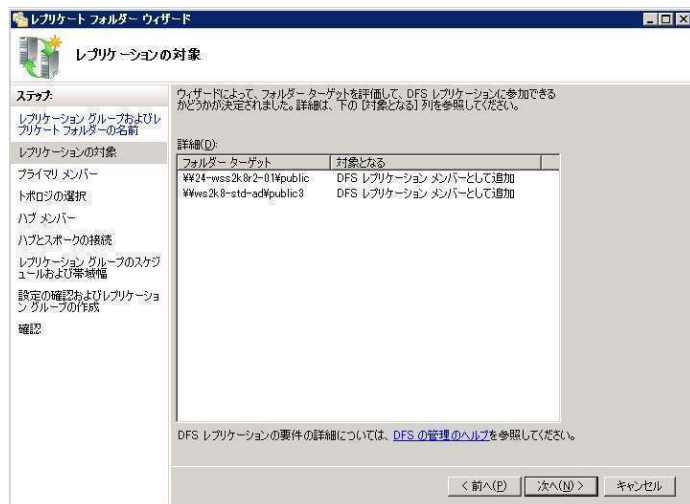 レプリケート フォルダー ウィザード
レプリケーションの対象
ステップ:
レプリケーション グループおよびレ
プリケート フォルダーの名前
レプリケーションの対象
プライマリ メンバー
トポロジの選択
ハブ メンバー
ハブとスポークの接続
レプリケーション グループのスケジ
ュールおよび帯域幅
設定の確認およびレプリケーショ
ン グループの作成
確認
ウィザードによって、フォルダー ターゲットを評価して、DFS レプリケーションに参加できる
かどうかが決定されました。詳細は、下の [対象となる] 列を参照してください。
詳細(D):
フォルダー ターゲット 対象となる
¥¥24-wss2k8r2-01¥public DFS レプリケーション メンバーとして追加
¥¥ws2k8-std-ad¥public3 DFS レプリケーション メンバーとして追加
DFS レプリケーションの要件の詳細については、DFS の管理のヘルプを参照してください。
< 前へ(P) 次へ(N) > キャンセル